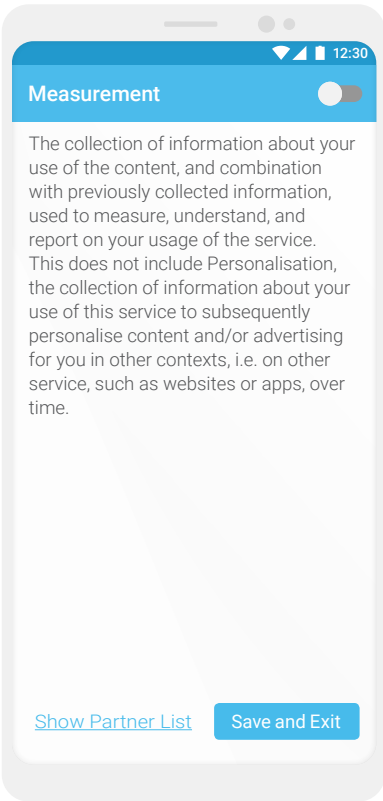 12:30
Measurement
The collection of information about your
use of the content, and combination
with previously collected information,
used to measure, understand, and
report on your usage of the service.
This does not include Personalisation,
the collection of information about your
use of this service to subsequently
personalise content and/or advertising
for you in other contexts, i.e. on other
service, such as websites or apps, over
time.
Show Partner List
Save and Exit